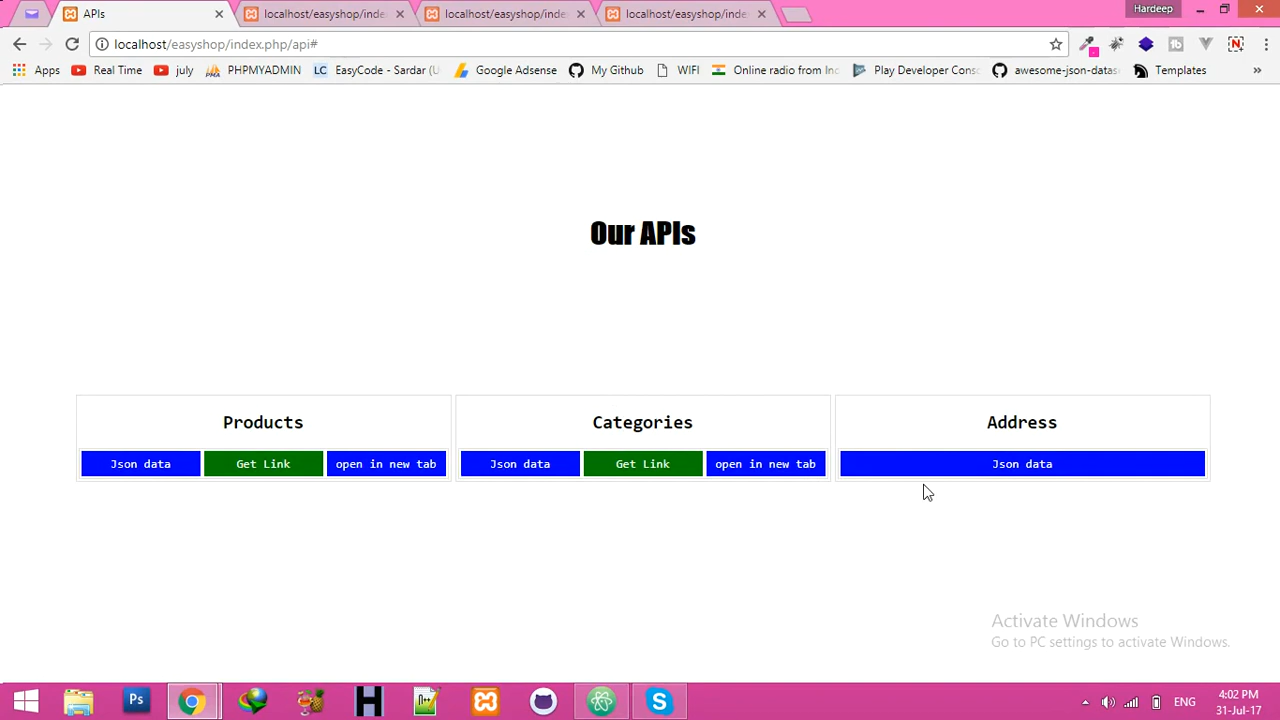 Hardeep
APIs
localhost/easyshop/inde
localhost/easyshop/inde
localhost/easyshop/inde
localhost/easyshop/index.php/api#
Apps Real Time july PHPMYADMIN LC EasyCode - Sardar (U Google Adsense My Github WIFI Online radio from Inc Play Developer Conso awesome-json-datas Templates »
Our APIs
Products
Json data Get Link open in new tab
Categories
Json data Get Link open in new tab
Address
Json data
Activate Windows
Go to PC settings to activate Windows.
Ps
ENG
4:02 PM
31-Jul-17